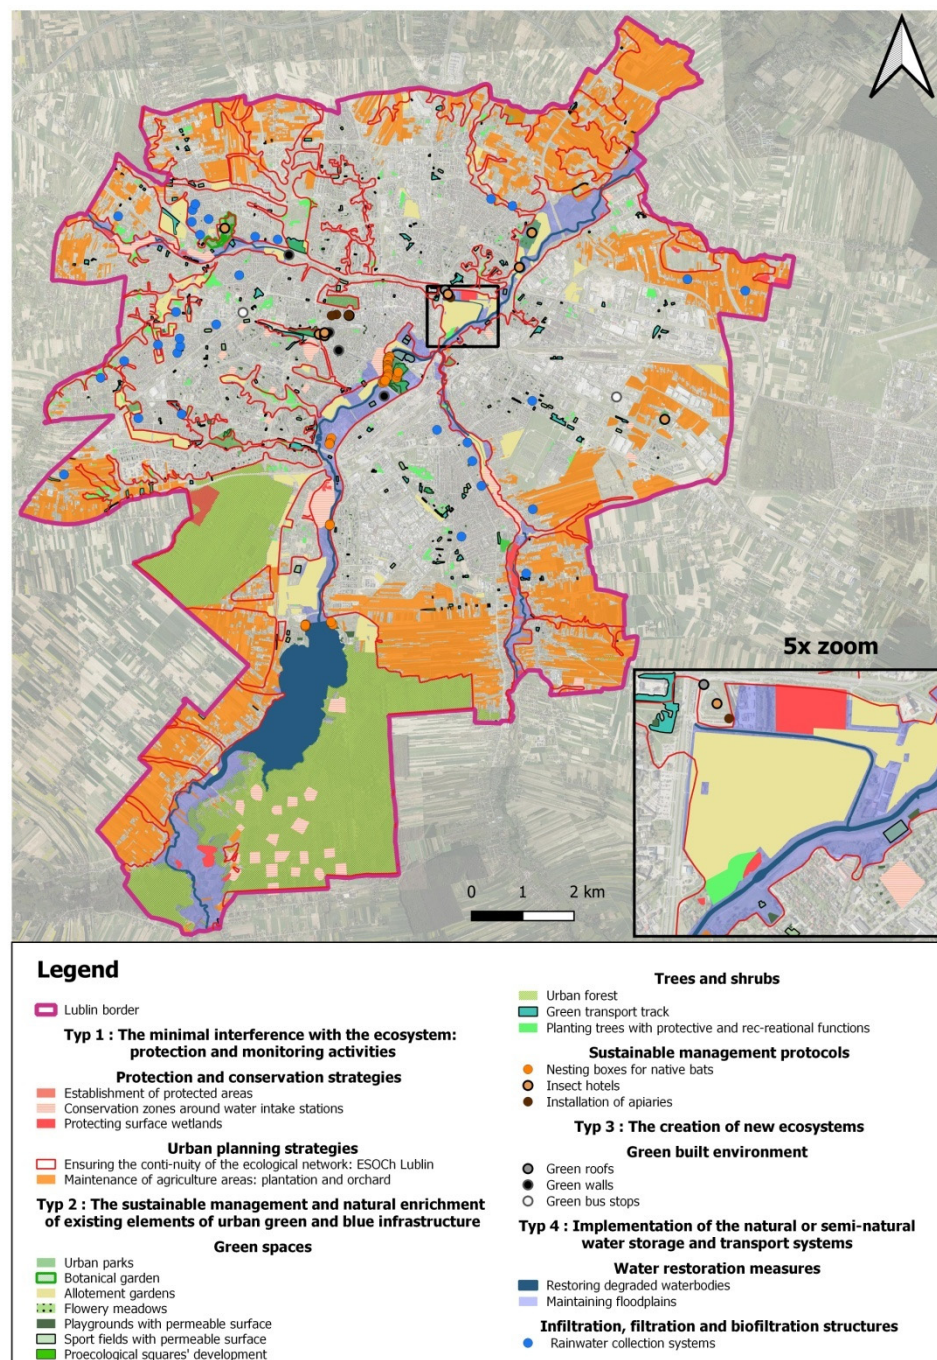 5x zoom
0 1 2 km
Legend
Lublin border
Typ 1 : The minimal interference with the ecosystem:
protection and monitoring activities
Protection and conservation strategies
Establishment of protected areas
Conservation zones around water intake stations
Protecting surface wetlands
Urban planning strategies
Ensuring the conti-nuity of the ecological network: ESOCh Lublin
Maintenance of agriculture areas: plantation and orchard
Typ 2 : The sustainable management and natural enrichment
of existing elements of urban green and blue infrastructure
Green spaces
Urban parks
Botanical garden
Allotement gardens
Flowery meadows
Playgrounds with permeable surface
Sport fields with permeable surface
Proecological squares' development
Trees and shrubs
Urban forest
Green transport track
Planting trees with protective and rec-reational functions
Sustainable management protocols
Nesting boxes for native bats
Insect hotels
Installation of apiaries
Typ 3 : The creation of new ecosystems
Green built environment
Green roofs
Green walls
Green bus stops
Typ 4 : Implementation of the natural or semi-natural
water storage and transport systems
Water restoration measures
Restoring degraded waterbodies
Maintaining floodplains
Infiltration, filtration and biofiltration structures
Rainwater collection systems